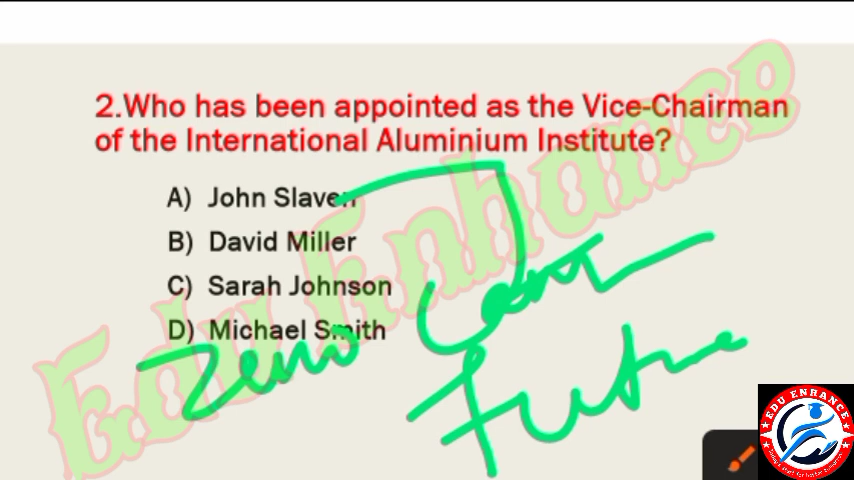 2.Who has been appointed as the Vice-Chairman
of the International Aluminium Institute?
A) John Slaven
B) David Miller
C) Sarah Johnson
D) Michael Smith
Edu Enhance
Zero
Future
EDU ENHANCE